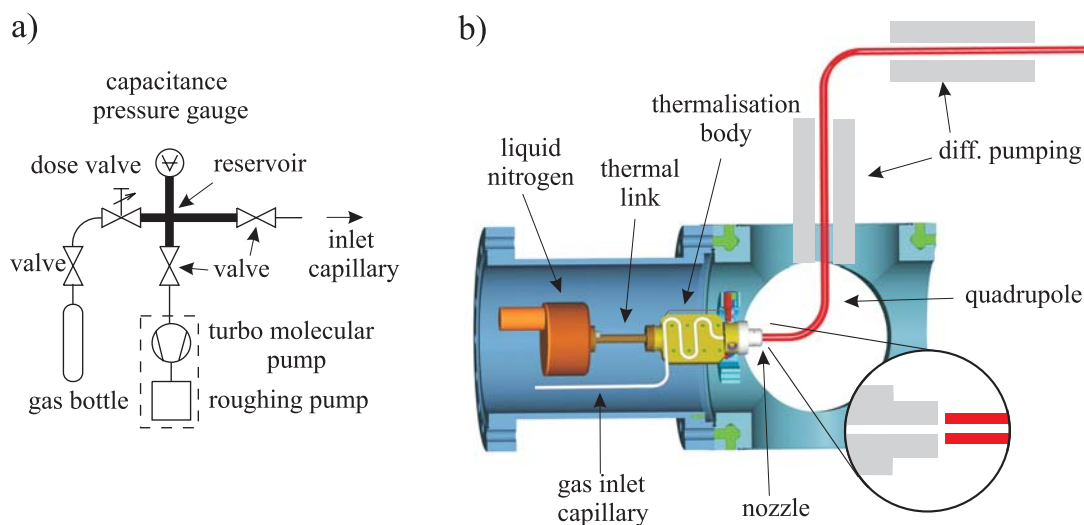 a)
capacitance
pressure gauge
dose valve
reservoir
valve
valve
inlet
capillary
turbo molecular
pump
gas bottle
roughing pump
b)
thermalisation
body
liquid
nitrogen
thermal
link
diff. pumping
quadrupole
gas inlet
capillary
nozzle